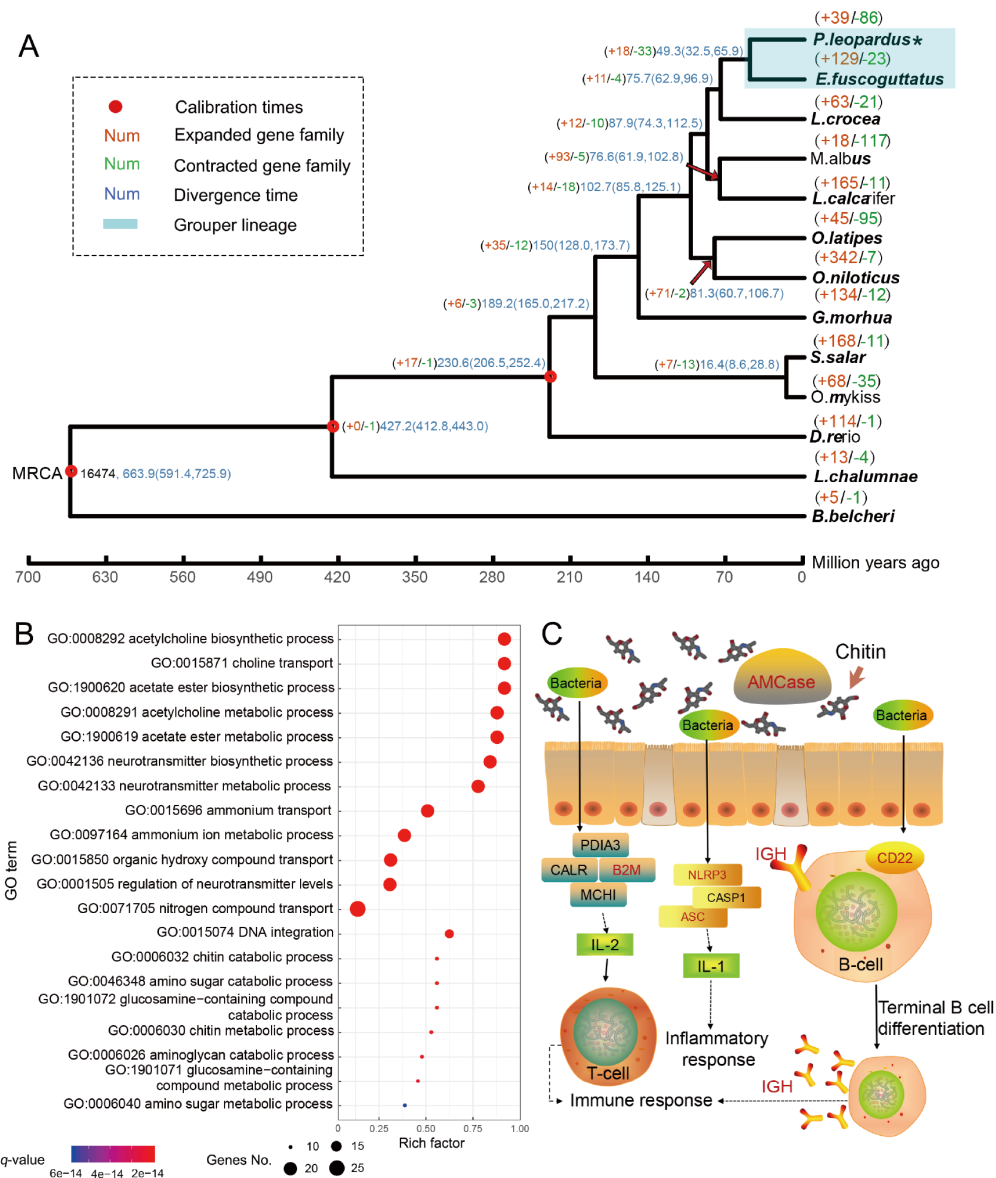 A
Calibration times
Num Expanded gene family
Num Contracted gene family
Num Divergence time
Grouper lineage
(+39/-86)
P.leopardus*
(+18/-33)49.3(32.5,65.9)
(+129/-23)
(+11/-4)75.7(62.9,96.9)
E.fuscoguttatus
(+63/-21)
(+12/-10)87.9(74.3,112.5)
L.crocea
(+18/-117)
(+93/-5)76.6(61.9,102.8)
M.albus
(+14/-18)102.7(85.8,125.1)
(+165/-11)
L.calcarifer
(+45/-95)
(+35/-12)150(128.0,173.7)
O.latipes
(+342/-7)
O.niloticus
(+71/-2)81.3(60.7,106.7)
(+134/-12)
(+6/-3)189.2(165.0,217.2)
G.morhua
(+168/-11)
S.salar
(+17/-1)230.6(206.5,252.4)
(+7/-13)16.4(8.6,28.8)
(+68/-35)
O.mykiss
(+114/-1)
(+0/-1)427.2(412.8,443.0)
D.rerio
(+13/-4)
MRCA 16474, 663.9(591.4,725.9)
L.chalumnae
(+5/-1)
B.belcheri
Million years ago
700 630 560 490 420 350 280 210 140 70 0
B
GO term
GO:0008292 acetylcholine biosynthetic process
GO:0015871 choline transport
GO:1900620 acetate ester biosynthetic process
GO:0008291 acetylcholine metabolic process
GO:1900619 acetate ester metabolic process
GO:0042136 neurotransmitter biosynthetic process
GO:0042133 neurotransmitter metabolic process
GO:0015696 ammonium transport
GO:0097164 ammonium ion metabolic process
GO:0015850 organic hydroxy compound transport
GO:0001505 regulation of neurotransmitter levels
GO:0071705 nitrogen compound transport
GO:0015074 DNA integration
GO:0006032 chitin catabolic process
GO:0046348 amino sugar catabolic process
GO:1901072 glucosamine−containing compound
catabolic process
GO:0006030 chitin metabolic process
GO:0006026 aminoglycan catabolic process
GO:1901071 glucosamine−containing
compound metabolic process
GO:0006040 amino sugar metabolic process
0 0.25 0.50 0.75 1.00
Rich factor
q-value
6e−14 4e−14 2e−14
Genes No.
10 15
20 25
C
Chitin
AMCase
Bacteria
Bacteria
Bacteria
PDIA3
CALR B2M
MCHI
IL-2
T-cell
NLRP3
CASP1
ASC
IL-1
Inflammatory
response
IGH
CD22
B-cell
Terminal B cell
differentiation
IGH
Immune response